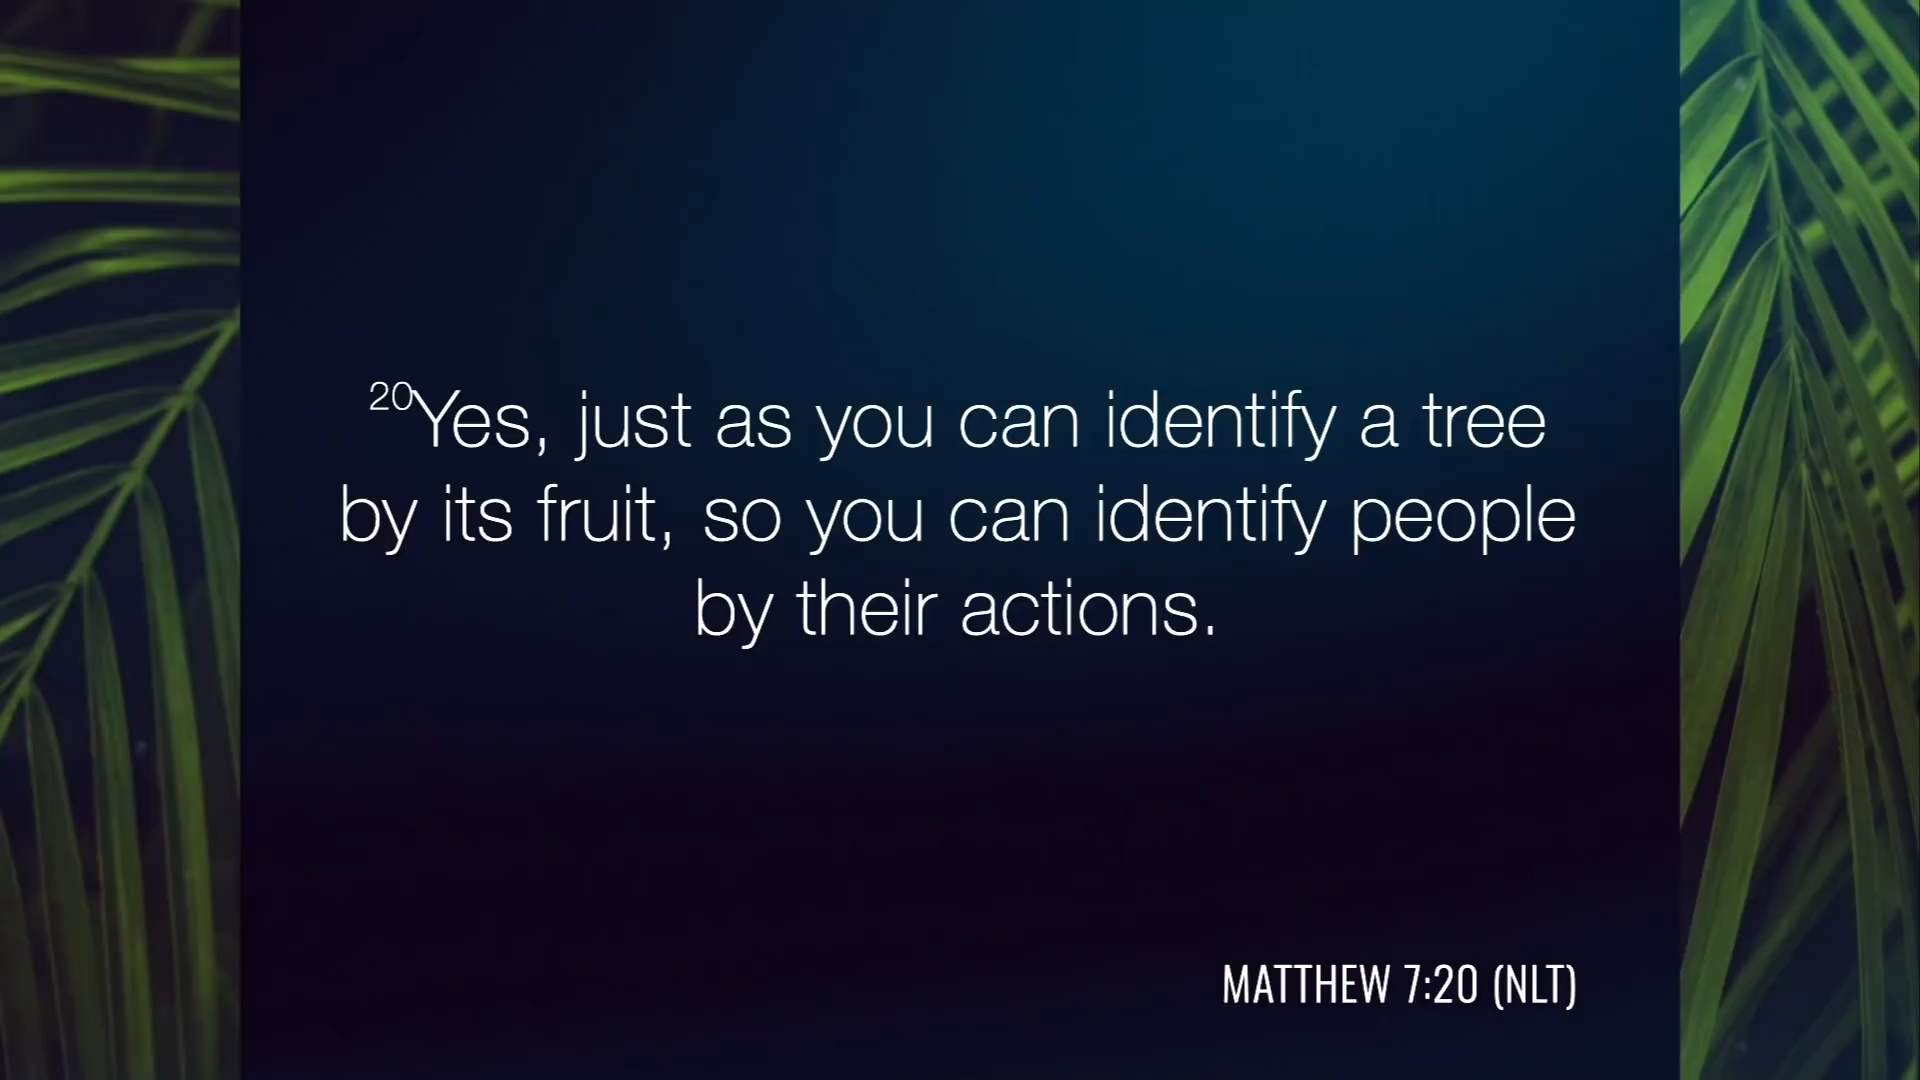 20Yes, just as you can identify a tree
by its fruit, so you can identify people
by their actions.
MATTHEW 7:20 (NLT)